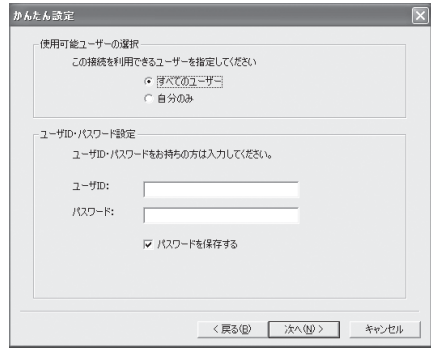 かんたん設定
使用可能ユーザーの選択
この接続を利用できるユーザーを指定してください
すべてのユーザー
自分のみ
ユーザID・パスワード設定
ユーザID・パスワードをお持ちの方は入力してください。
ユーザID:
パスワード:
パスワードを保存する
< 戻る(B) 次へ(N) > キャンセル